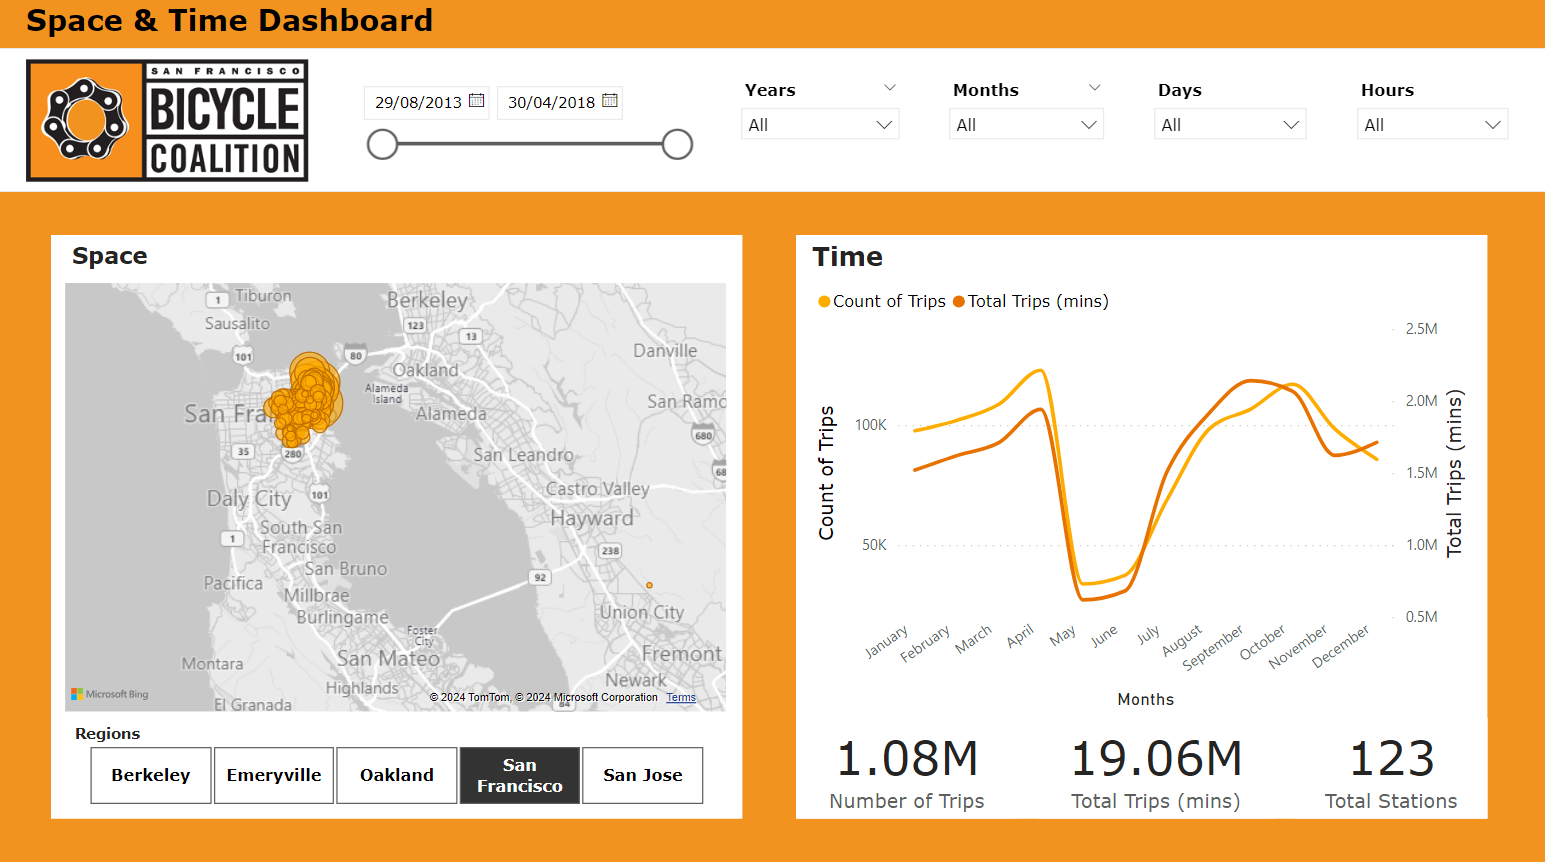 Space & Time Dashboard
SAN FRANCISCO
BICYCLE
COALITION
29/08/2013
30/04/2018
Years
All
Months
All
Days
All
Hours
All
Space
1
Tiburon
Berkeley
Sausalito
123
13
101
80
Danville
Oakland
Alameda
Island
San Fra
Alameda
San Ramo
680
35
280
San Leandro
68
Daly City
101
Castro Valley
1
South San
Francisco
Hayward
238
San Bruno
92
Pacifica
Millbrae
Burlingame
Union City
Foster
City
Montara
San Mateo
Fremont
Highlands
Newark
El Granada
84
Microsoft Bing
© 2024 TomTom, © 2024 Microsoft Corporation Terms
Regions
Berkeley
Emeryville
Oakland
San
Francisco
San Jose
Time
Count of Trips
Total Trips (mins)
2.5M
2.0M
100K
1.5M
50K
1.0M
0.5M
Count of Trips
Total Trips (mins)
January
February
March
April
May
June
July
August
September
October
November
December
Months
1.08M
Number of Trips
19.06M
Total Trips (mins)
123
Total Stations